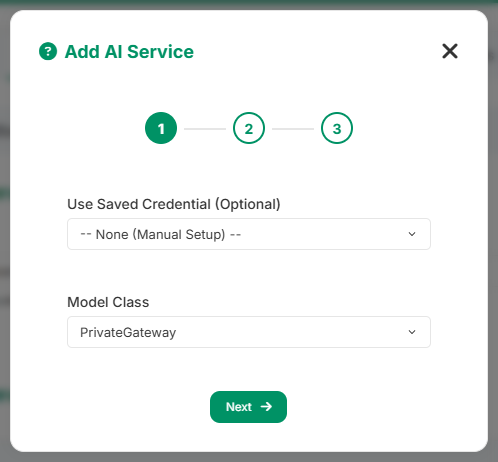 ? Add AI Service
1 2 3
Use Saved Credential (Optional)
-- None (Manual Setup) --
Model Class
PrivateGateway
Next